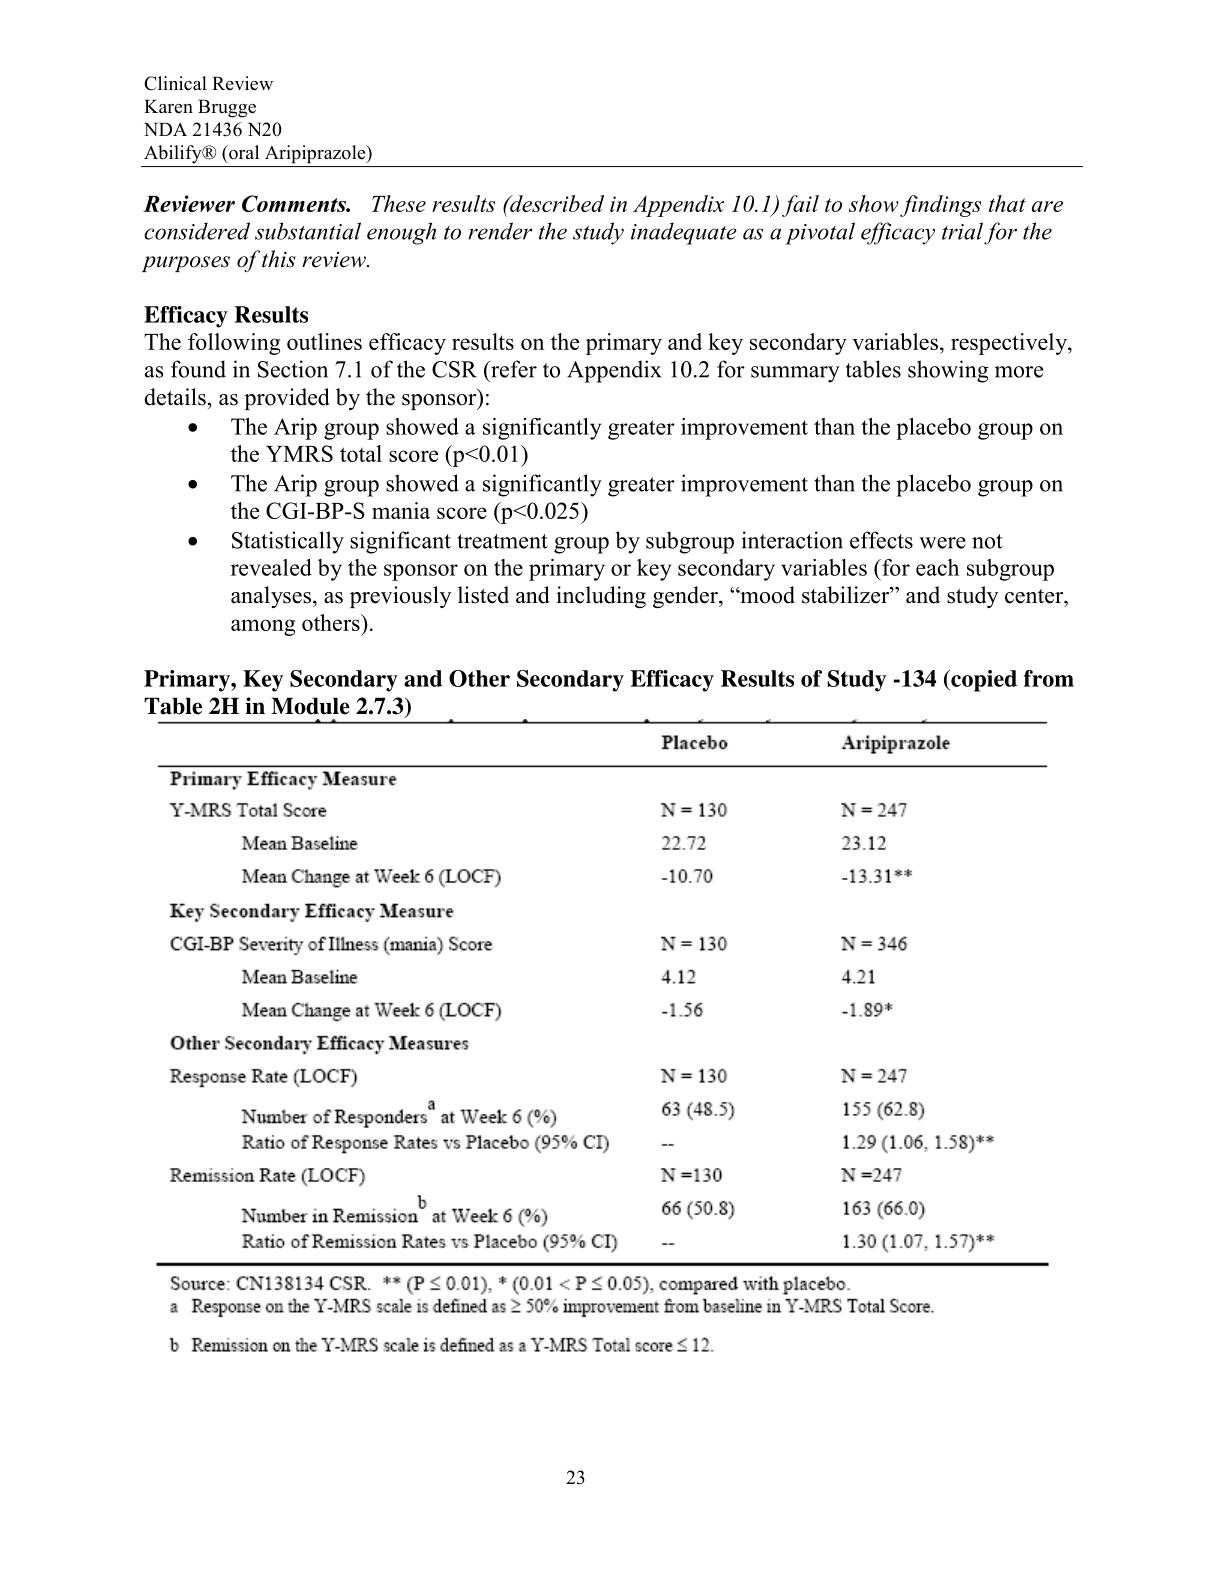 Clinical Review
Karen Brugge
NDA 21436 N20
Abilify® (oral Aripiprazole)
Reviewer Comments. These results (described in Appendix 10.1) fail to show findings that are
considered substantial enough to render the study inadequate as a pivotal efficacy trial for the
purposes of this review.
Efficacy Results
The following outlines efficacy results on the primary and key secondary variables, respectively,
as found in Section 7.1 of the CSR (refer to Appendix 10.2 for summary tables showing more
details, as provided by the sponsor):
• The Arip group showed a significantly greater improvement than the placebo group on
the YMRS total score (p<0.01)
• The Arip group showed a significantly greater improvement than the placebo group on
the CGI-BP-S mania score (p<0.025)
• Statistically significant treatment group by subgroup interaction effects were not
revealed by the sponsor on the primary or key secondary variables (for each subgroup
analyses, as previously listed and including gender, “mood stabilizer” and study center,
among others).
Primary, Key Secondary and Other Secondary Efficacy Results of Study -134 (copied from
Table 2H in Module 2.7.3)
Placebo Aripiprazole
Primary Efficacy Measure
Y-MRS Total Score N = 130 N = 247
Mean Baseline 22.72 23.12
Mean Change at Week 6 (LOCF) -10.70 -13.31**
Key Secondary Efficacy Measure
CGI-BP Severity of Illness (mania) Score N = 130 N = 346
Mean Baseline 4.12 4.21
Mean Change at Week 6 (LOCF) -1.56 -1.89*
Other Secondary Efficacy Measures
Response Rate (LOCF) N = 130 N = 247
Number of Responders a at Week 6 (%) 63 (48.5) 155 (62.8)
Ratio of Response Rates vs Placebo (95% CI) -- 1.29 (1.06, 1.58)**
Remission Rate (LOCF) N =130 N =247
Number in Remission b at Week 6 (%) 66 (50.8) 163 (66.0)
Ratio of Remission Rates vs Placebo (95% CI) -- 1.30 (1.07, 1.57)**
Source: CN138134 CSR. ** (P ≤ 0.01), * (0.01 < P ≤ 0.05), compared with placebo.
a Response on the Y-MRS scale is defined as ≥ 50% improvement from baseline in Y-MRS Total Score.
b Remission on the Y-MRS scale is defined as a Y-MRS Total score ≤ 12.
23